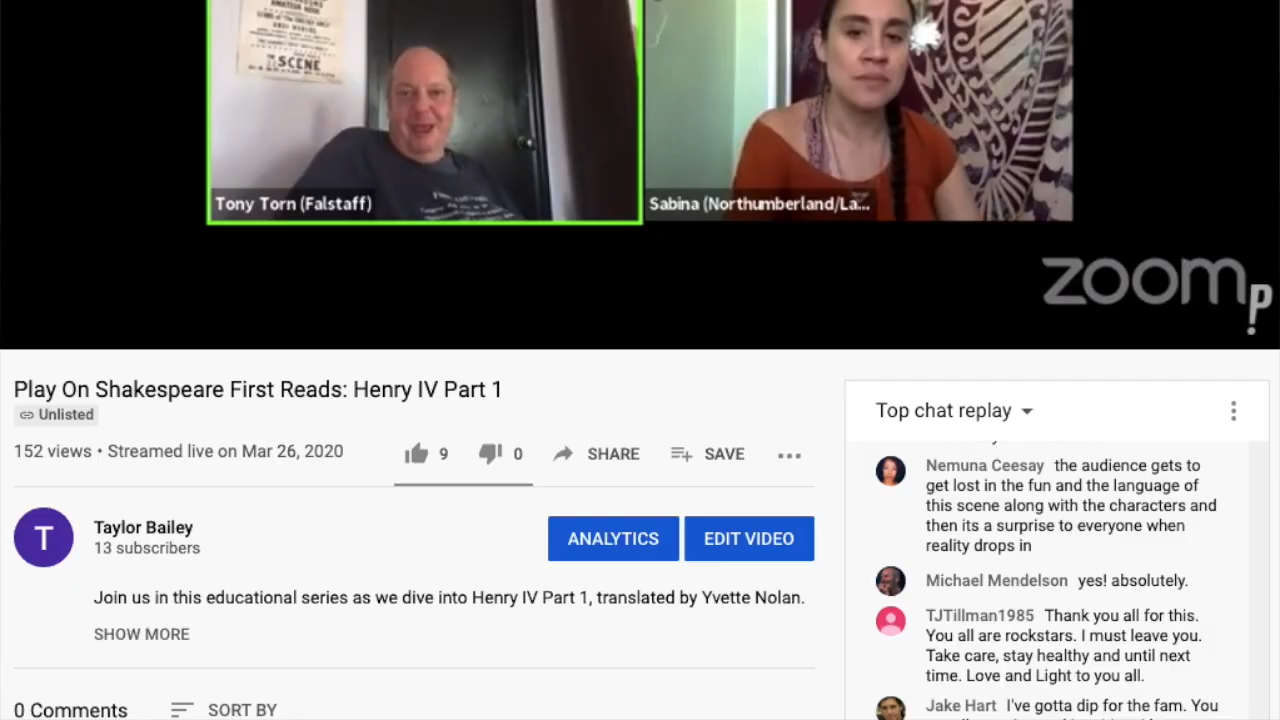 AMATEUR HOUR
THE
SCENE
Tony Torn (Falstaff)
Sabina (Northumberland/La...
zoom
p!
Play On Shakespeare First Reads: Henry IV Part 1
Unlisted
152 views • Streamed live on Mar 26, 2020
9
0
SHARE
SAVE
T
Taylor Bailey
13 subscribers
ANALYTICS
EDIT VIDEO
Join us in this educational series as we dive into Henry IV Part 1, translated by Yvette Nolan.
SHOW MORE
0 Comments
SORT BY
Top chat replay
Nemuna Ceesay the audience gets to
get lost in the fun and the language of
this scene along with the characters and
then its a surprise to everyone when
reality drops in
Michael Mendelson yes! absolutely.
TJTillman1985 Thank you all for this.
You all are rockstars. I must leave you.
Take care, stay healthy and until next
time. Love and Light to you all.
Jake Hart I've gotta dip for the fam. You